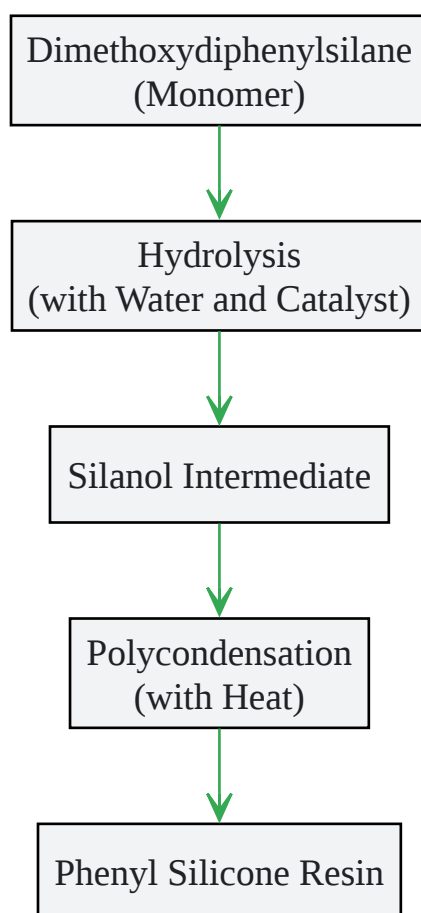 Dimethoxydiphenylsilane
(Monomer)
Hydrolysis
(with Water and Catalyst)
Silanol Intermediate
Polycondensation
(with Heat)
Phenyl Silicone Resin